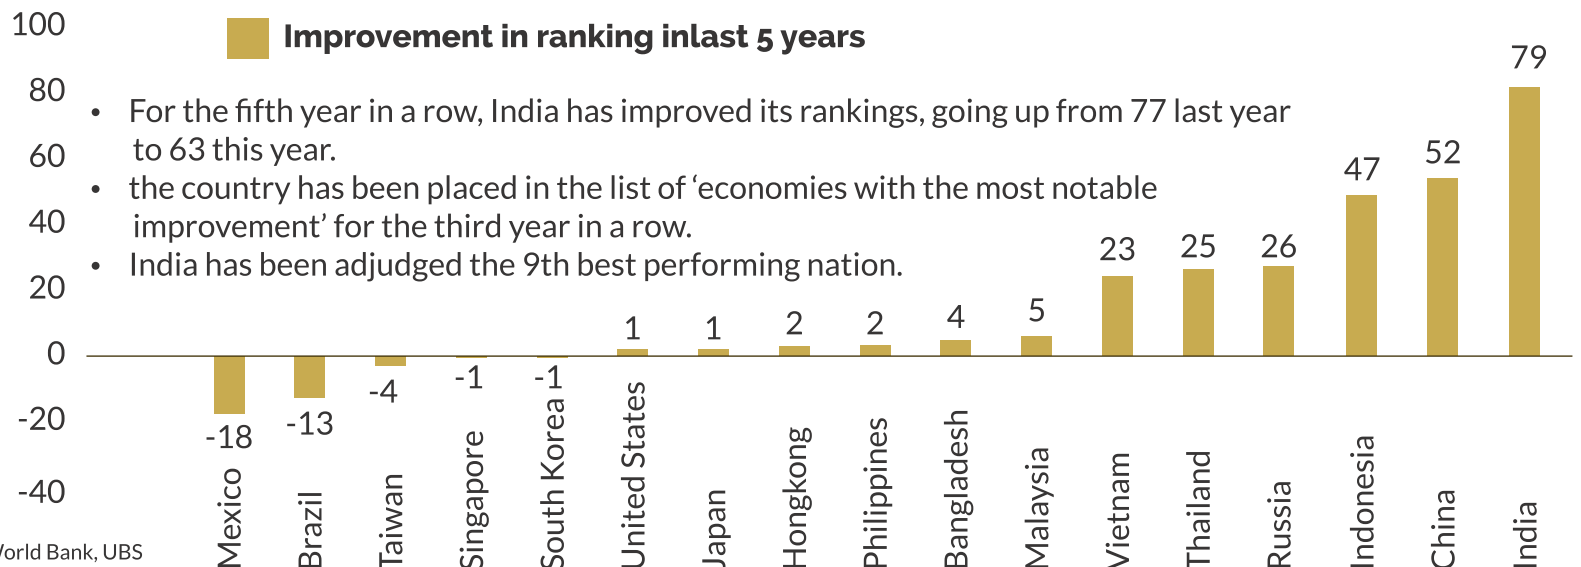 100
80
60
40
20
0
-20
-40
Improvement in ranking inlast 5 years
• For the fifth year in a row, India has improved its rankings, going up from 77 last year
to 63 this year.
• the country has been placed in the list of ‘economies with the most notable
improvement’ for the third year in a row.
• India has been adjudged the 9th best performing nation.
-18
-13
-4
-1
-1
1
1
2
2
4
5
23
25
26
47
52
79
Mexico
Brazil
Taiwan
Singapore
South Korea
United States
Japan
Hongkong
Philippines
Bangladesh
Malaysia
Vietnam
Thailand
Russia
Indonesia
China
India
World Bank, UBS